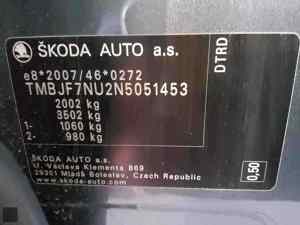 ŠKODA AUTO a.s.
DTRD
e8*2007/46*0272
TMBJF7NU2N5051453
2002 kg
3502 kg
1- 1060 kg
2- 980 kg
ŠKODA AUTO a.s.
tř. Václava Klementa 869
29301 Mladá Boleslav, Czech Republic
www.skoda-auto.com
0,50